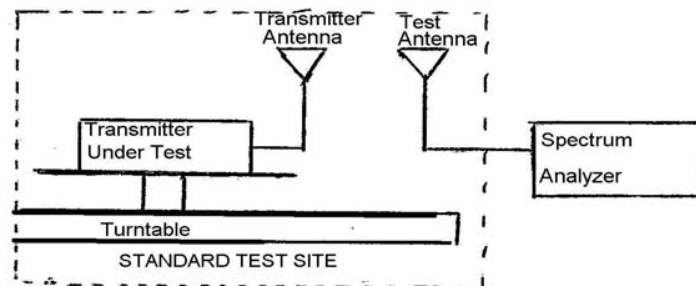 Transmitter
Antenna
Test
Antenna
Transmitter
Under Test
Spectrum
Analyzer
Turntable
STANDARD TEST SITE